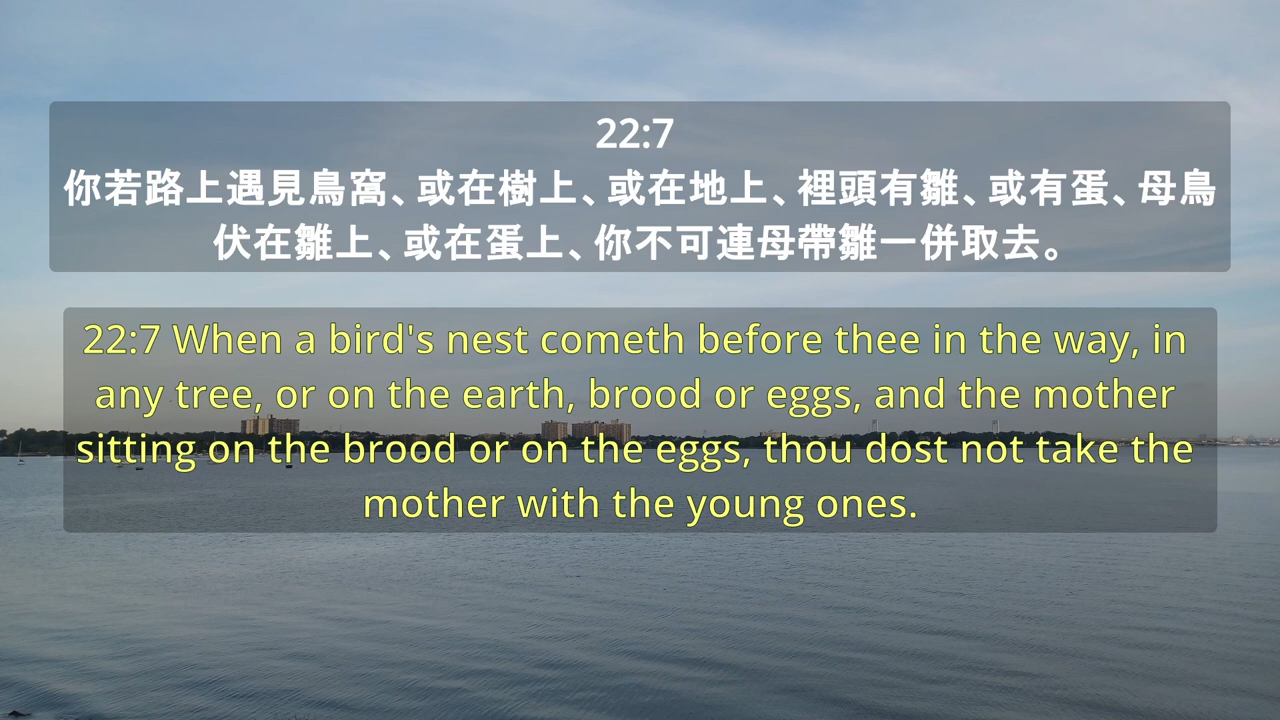 22:7
你若路上遇見鳥窩、或在樹上、或在地上、裡頭有雛、或有蛋、母鳥
伏在雛上、或在蛋上、你不可連母帶雛一併取去。
22:7 When a bird's nest cometh before thee in the way, in
any tree, or on the earth, brood or eggs, and the mother
sitting on the brood or on the eggs, thou dost not take the
mother with the young ones.